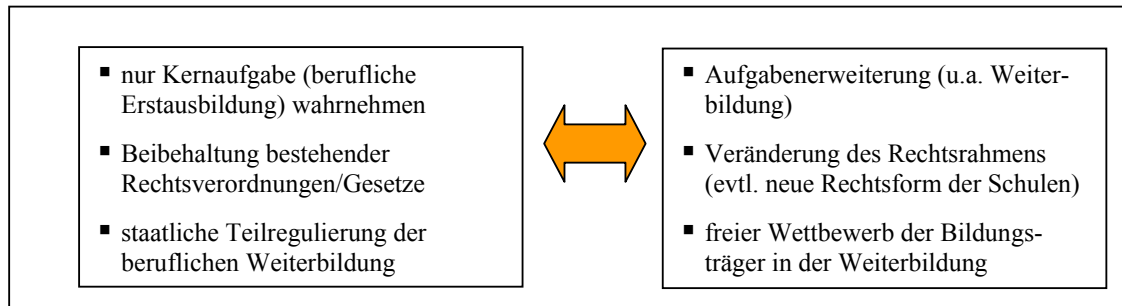 ▪ nur Kernaufgabe (berufliche
Erstausbildung) wahrnehmen
▪ Beibehaltung bestehender
Rechtsverordnungen/Gesetze
▪ staatliche Teilregulierung der
beruflichen Weiterbildung
▪ Aufgabenerweiterung (u.a. Weiter-
bildung)
▪ Veränderung des Rechtsrahmens
(evtl. neue Rechtsform der Schulen)
▪ freier Wettbewerb der Bildungs-
träger in der Weiterbildung